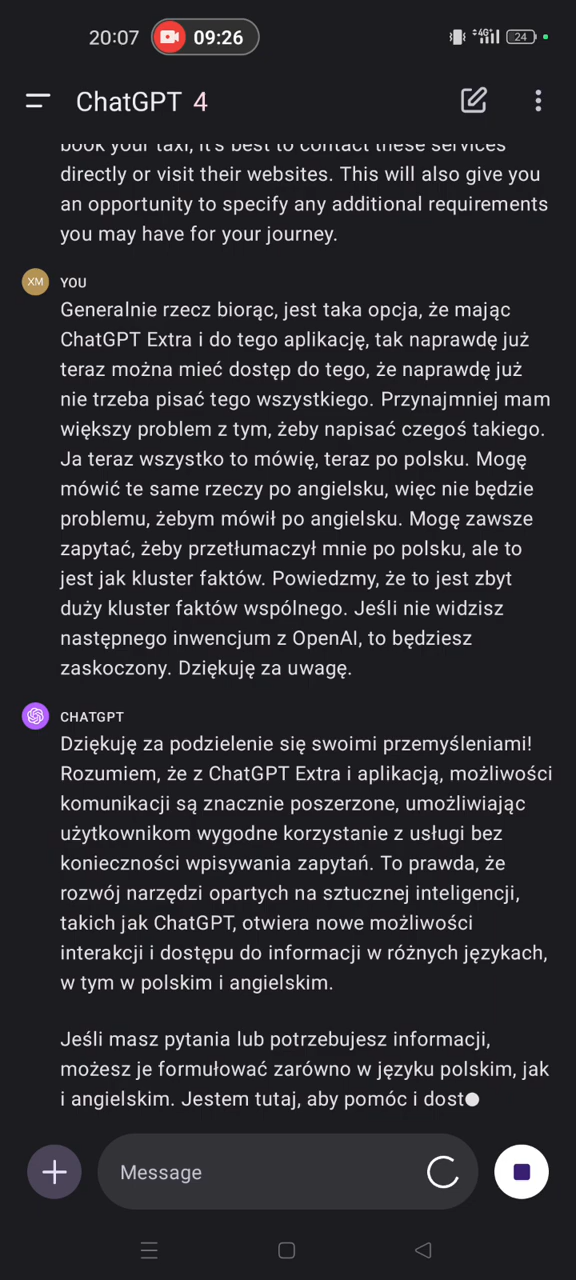 20:07
09:26
4G+
24
ChatGPT 4
book your taxi, it's best to contact these services
directly or visit their websites. This will also give you
an opportunity to specify any additional requirements
you may have for your journey.
XM
YOU
Generalnie rzecz biorąc, jest taka opcja, że mając
ChatGPT Extra i do tego aplikację, tak naprawdę już
teraz można mieć dostęp do tego, że naprawdę już
nie trzeba pisać tego wszystkiego. Przynajmniej mam
większy problem z tym, żeby napisać czegoś takiego.
Ja teraz wszystko to mówię, teraz po polsku. Mogę
mówić te same rzeczy po angielsku, więc nie będzie
problemu, żebym mówił po angielsku. Mogę zawsze
zapytać, żeby przetłumaczył mnie po polsku, ale to
jest jak kluster faktów. Powiedzmy, że to jest zbyt
duży kluster faktów wspólnego. Jeśli nie widzisz
następnego inwencjum z OpenAI, to będziesz
zaskoczony. Dziękuję za uwagę.
CHATGPT
Dziękuję za podzielenie się swoimi przemyśleniami!
Rozumiem, że z ChatGPT Extra i aplikacją, możliwości
komunikacji są znacznie poszerzone, umożliwiając
użytkownikom wygodne korzystanie z usługi bez
konieczności wpisywania zapytań. To prawda, że
rozwój narzędzi opartych na sztucznej inteligencji,
takich jak ChatGPT, otwiera nowe możliwości
interakcji i dostępu do informacji w różnych językach,
w tym w polskim i angielskim.
Jeśli masz pytania lub potrzebujesz informacji,
możesz je formułować zarówno w języku polskim, jak
i angielskim. Jestem tutaj, aby pomóc i dost
Message